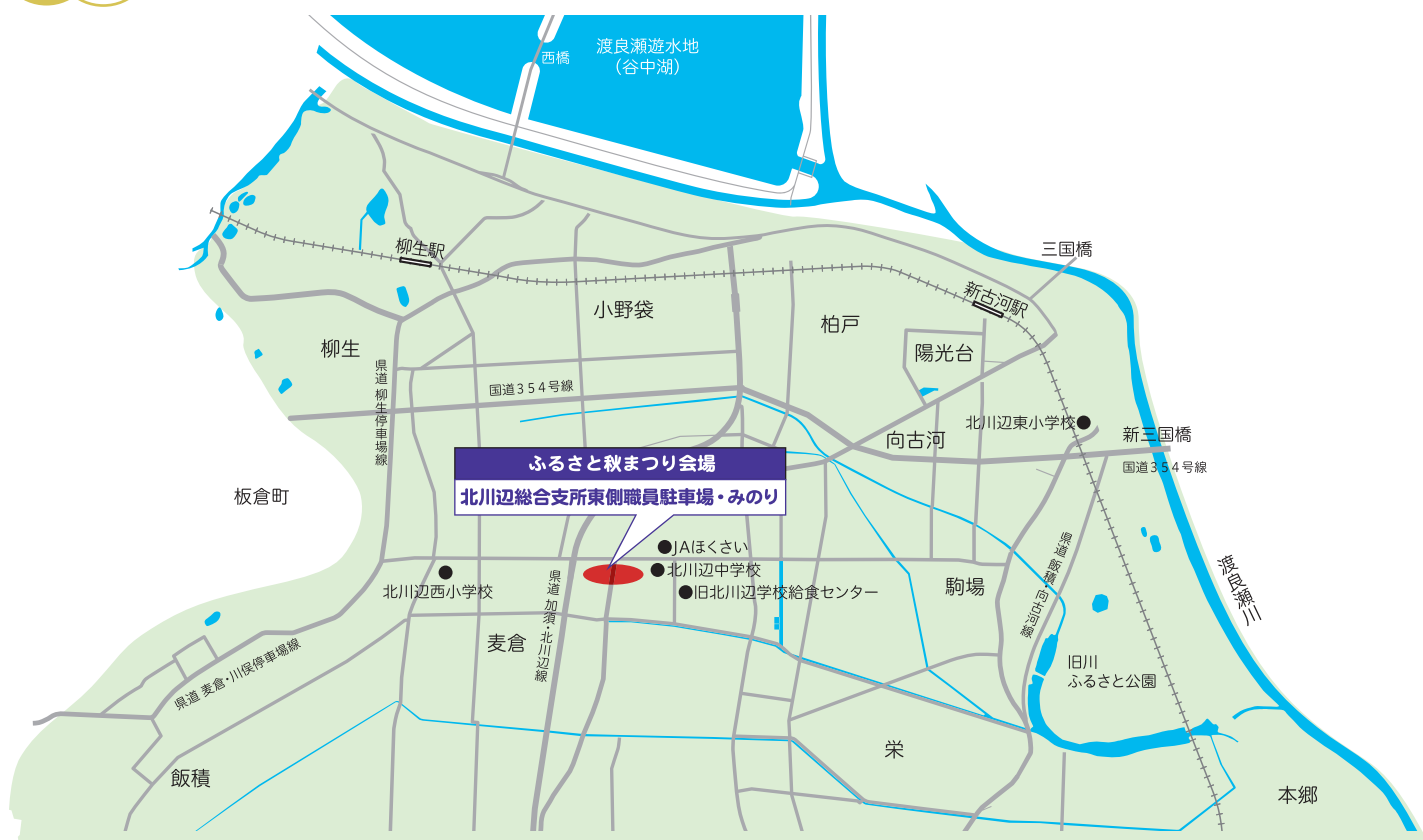 西橋
渡良瀬遊水地
(谷中湖)
三国橋
柳生駅
新古河駅
小野袋
柏戸
柳生
陽光台
県道 柳生停車場線
国道354号線
北川辺東小学校
向古河
新三国橋
国道354号線
ふるさと秋まつり会場
北川辺総合支所東側職員駐車場・みのり
板倉町
JAほくさい
北川辺中学校
旧北川辺学校給食センター
北川辺西小学校
県道 加須・北川辺線
県道 飯積・向古河線
駒場
渡良瀬川
麦倉
旧川
ふるさと公園
県道 麦倉・川俣停車場線
栄
飯積
本郷